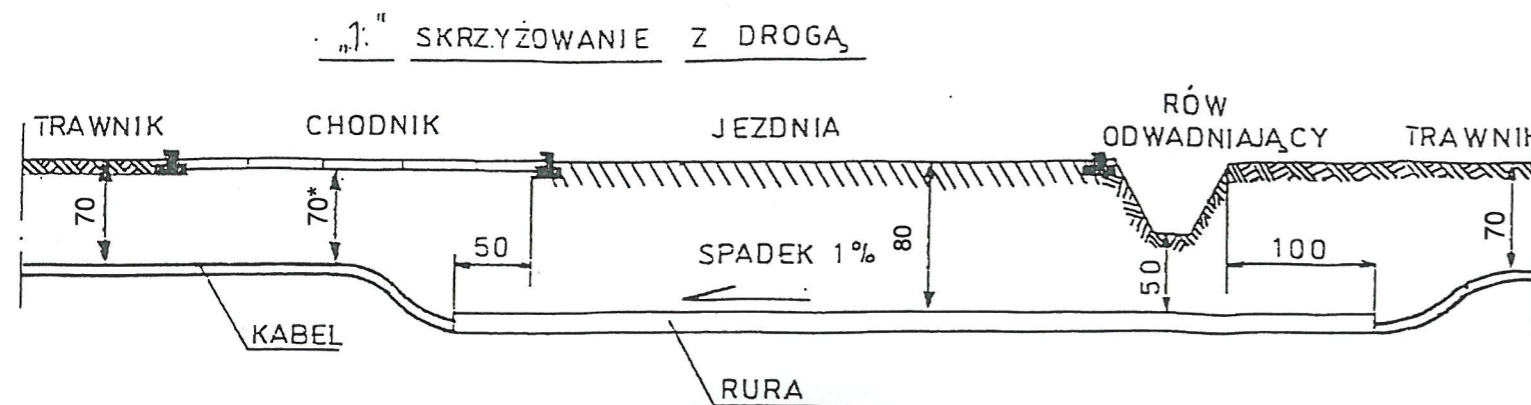 „1." SKRZYŻOWANIE Z DROGĄ
TRAWNIK CHODNIK JEZDNIA RÓW ODWADNIAJĄCY TRAWNIK
70 70* 50 SPADEK 1% 80 50 100 70
KABEL
RURA